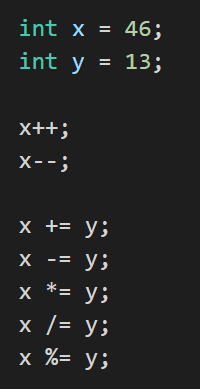 int x = 46;
int y = 13;
x++;
x--;
x += y;
x -= y;
x *= y;
x /= y;
x %= y;